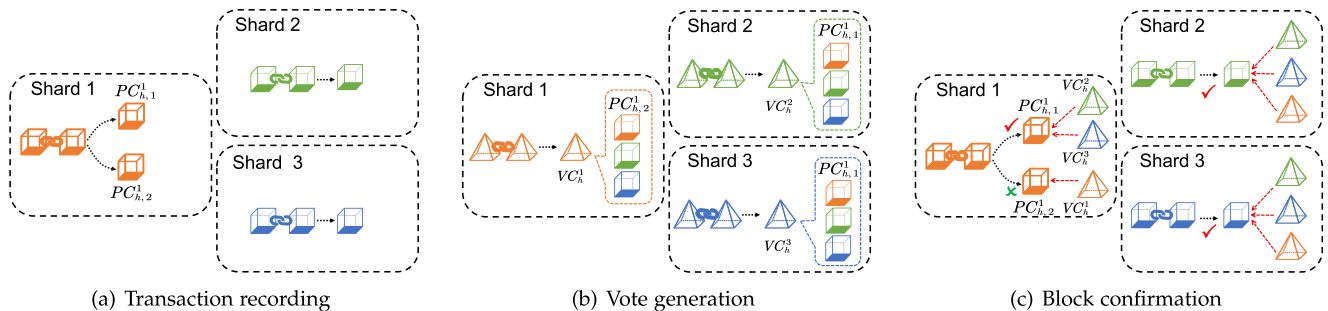 Shard 1
$PC^1_{h,1}$
$PC^1_{h,2}$
Shard 2
Shard 3
(a) Transaction recording
Shard 1
$VC^1_h$
$PC^1_{h,2}$
Shard 2
$VC^2_h$
$PC^1_{h,1}$
Shard 3
$VC^3_h$
$PC^1_{h,1}$
(b) Vote generation
Shard 1
$PC^1_{h,1}$
$VC^2_h$
$VC^3_h$
$PC^1_{h,2}$
$VC^1_h$
Shard 2
Shard 3
(c) Block confirmation